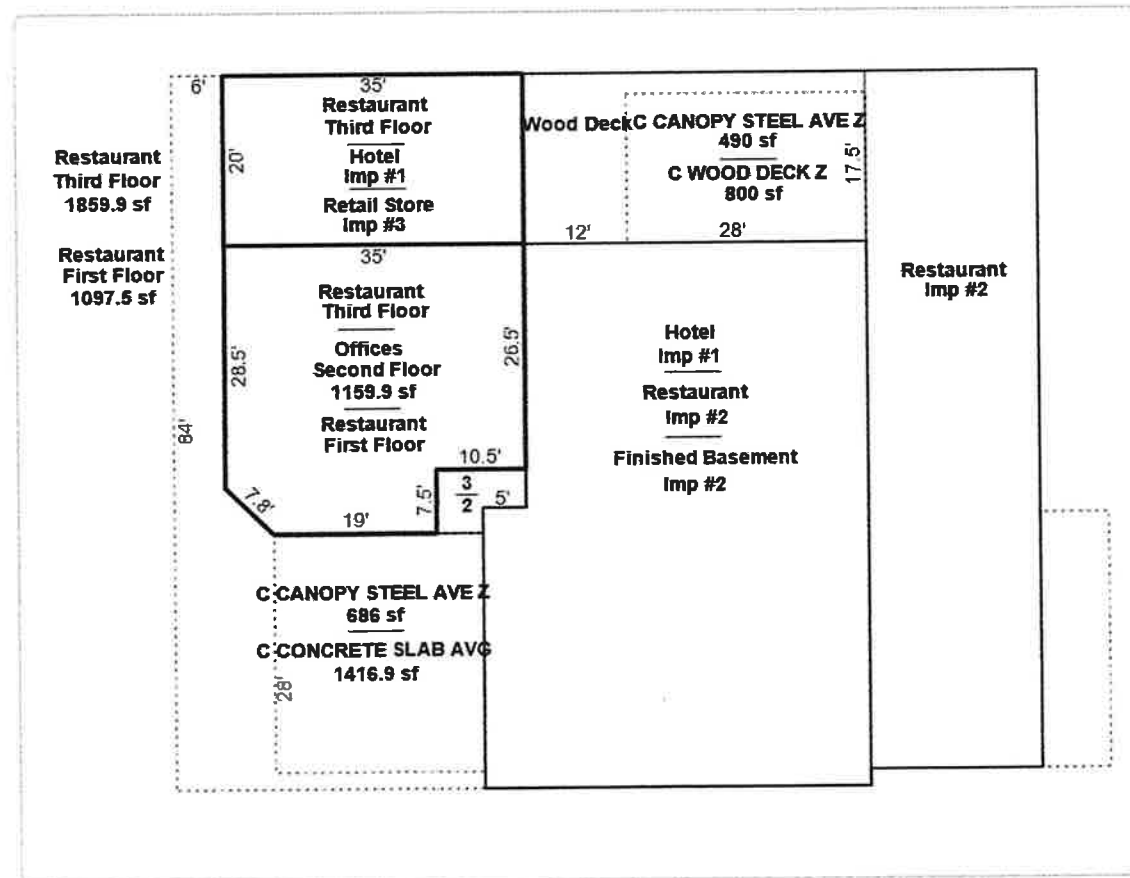 6'
35'
Restaurant
Third Floor
Hotel
Imp #1
Retail Store
Imp #3
20'
Restaurant
Third Floor
1859.9 sf
Restaurant
First Floor
1097.5 sf
Wood Deck
C CANOPY STEEL AVE Z
490 sf
C WOOD DECK Z
800 sf
17.5'
12'
28'
35'
Restaurant
Third Floor
Offices
Second Floor
1159.9 sf
Restaurant
First Floor
28.5'
26.5'
84'
10.5'
3
2
5'
7.5'
7.8'
19'
Hotel
Imp #1
Restaurant
Imp #2
Finished Basement
Imp #2
Restaurant
Imp #2
C CANOPY STEEL AVE Z
686 sf
C CONCRETE SLAB AVG
1416.9 sf
28'